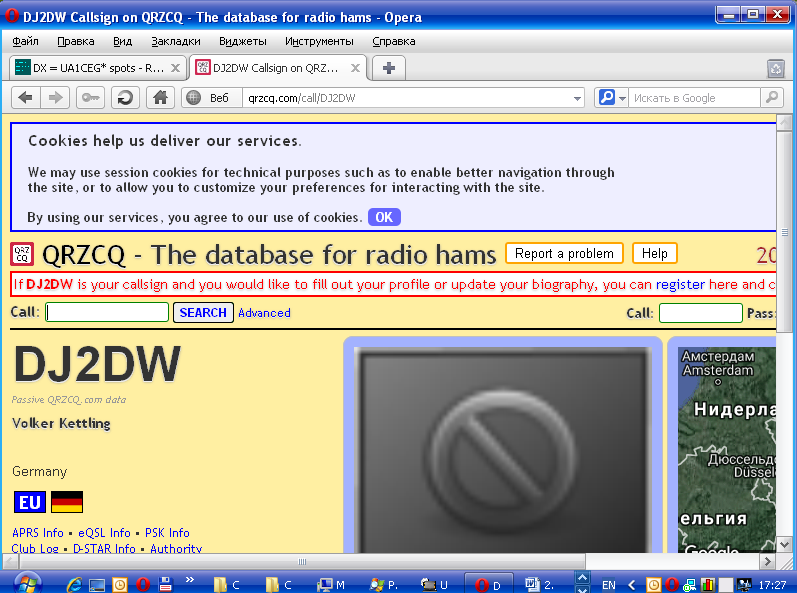 DJ2DW Callsign on QRZCQ - The database for radio hams - Opera
Файл Правка Вид Закладки Виджеты Инструменты Справка
DX = UA1CEG* spots - R... DJ2DW Callsign on QRZ...
Веб qrzcq.com/call/DJ2DW Искать в Google
Cookies help us deliver our services.
We may use session cookies for technical purposes such as to enable better navigation through
the site, or to allow you to customize your preferences for interacting with the site.
By using our services, you agree to our use of cookies. OK
QRZ CQ QRZCQ - The database for radio hams Report a problem Help 20
If DJ2DW is your callsign and you would like to fill out your profile or update your biography, you can register here and c
Call: SEARCH Advanced Call: Pass:
DJ2DW
Passive QRZCQ.com data
Volker Kettling
Germany
EU
APRS Info • eQSL Info • PSK Info
Club Log • D-STAR Info • Authority
Амстердам
Amsterdam
Нидерла
Дюссельдо
Düssel
ельгия
Google
C C M P. U D 2. EN 17:27